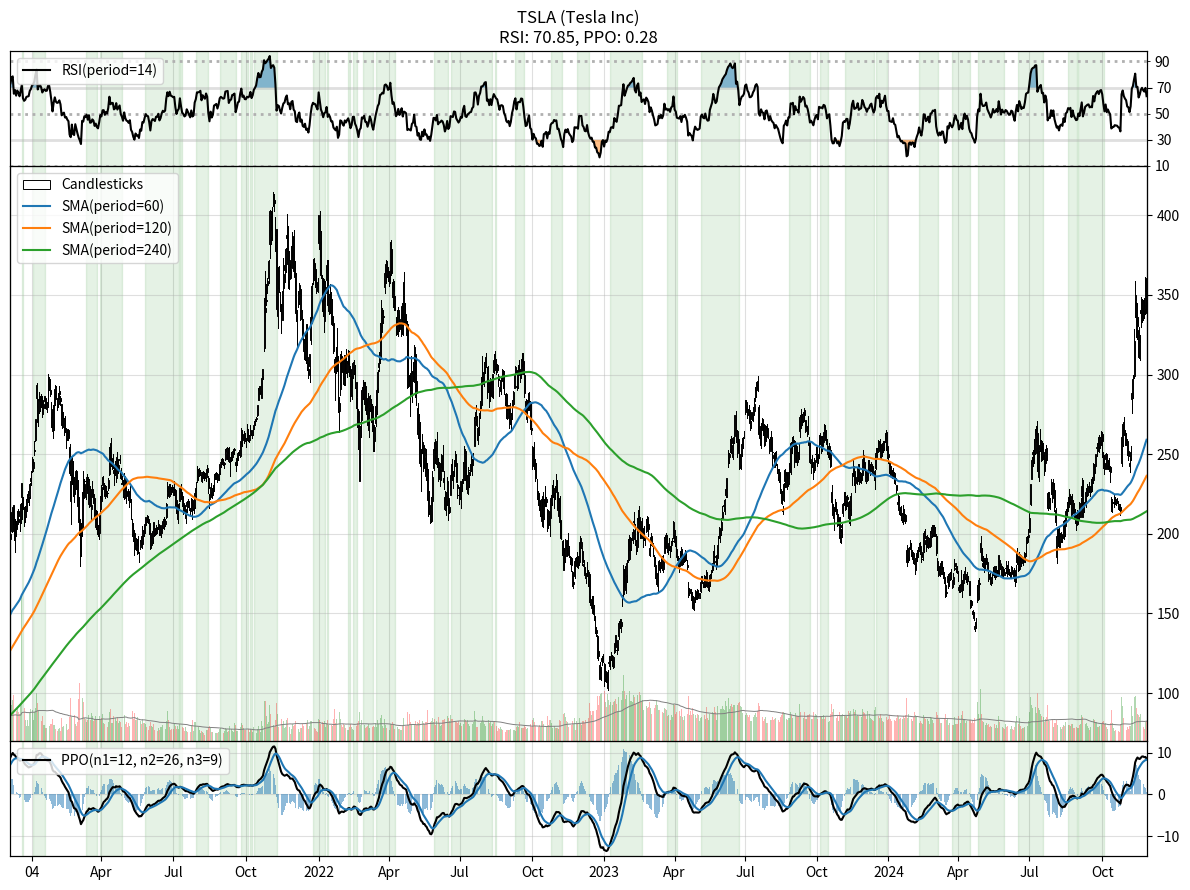 TSLA (Tesla Inc)
RSI: 70.85, PPO: 0.28
RSI(period=14)
90
70
50
30
10
Candlesticks
SMA(period=60)
SMA(period=120)
SMA(period=240)
400
350
300
250
200
150
100
PPO(n1=12, n2=26, n3=9)
10
0
−10
04 Apr Jul Oct 2022 Apr Jul Oct 2023 Apr Jul Oct 2024 Apr Jul Oct